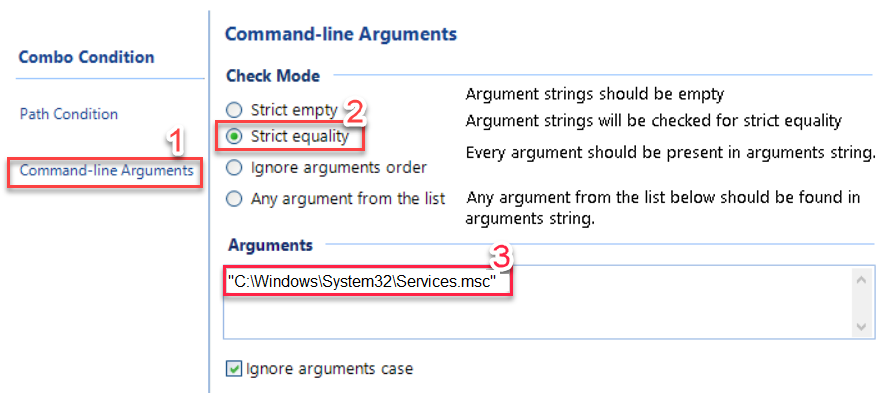 Command-line Arguments
Combo Condition
Check Mode
Path Condition
1
Command-line Arguments
Strict empty
2
Argument strings should be empty
Strict equality
Argument strings will be checked for strict equality
Ignore arguments order
Every argument should be present in arguments string.
Any argument from the list
Any argument from the list below should be found in
arguments string.
Arguments
3
"C:\Windows\System32\Services.msc"
Ignore arguments case